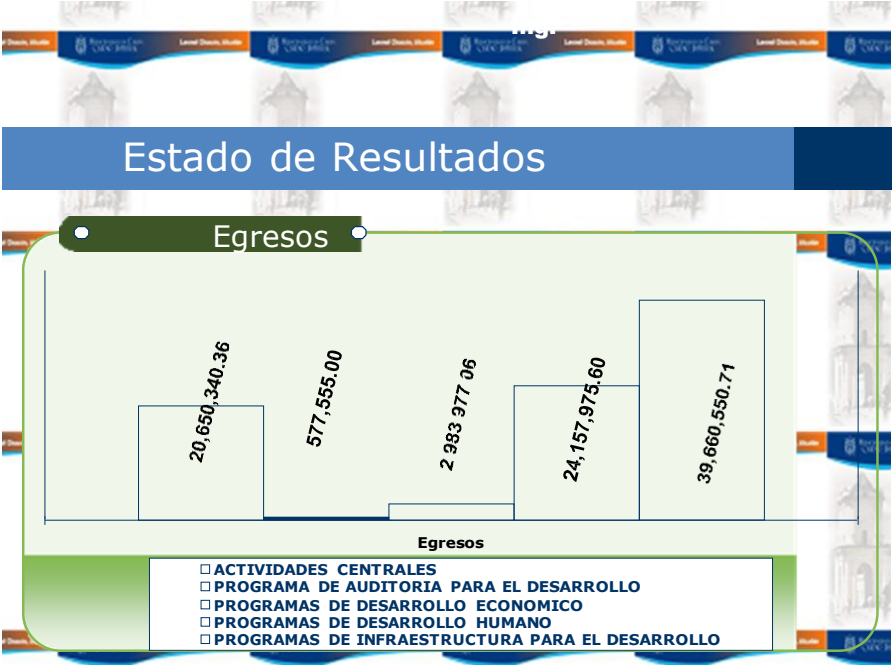 Ing.
Estado de Resultados
Egresos
20,650,340.36
577,555.00
2 983 977 06
24,157,975.60
39,660,550.71
Egresos
ACTIVIDADES CENTRALES
PROGRAMA DE AUDITORIA PARA EL DESARROLLO
PROGRAMAS DE DESARROLLO ECONOMICO
PROGRAMAS DE DESARROLLO HUMANO
PROGRAMAS DE INFRAESTRUCTURA PARA EL DESARROLLO